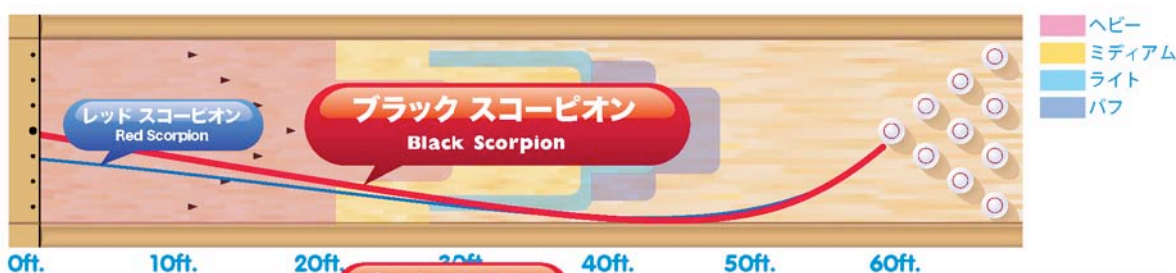 ヘビー
ミディアム
ライト
バフ
レッド スコーピオン
Red Scorpion
ブラック スコーピオン
Black Scorpion
0ft. 10ft. 20ft. 30ft. 40ft. 50ft. 60ft.